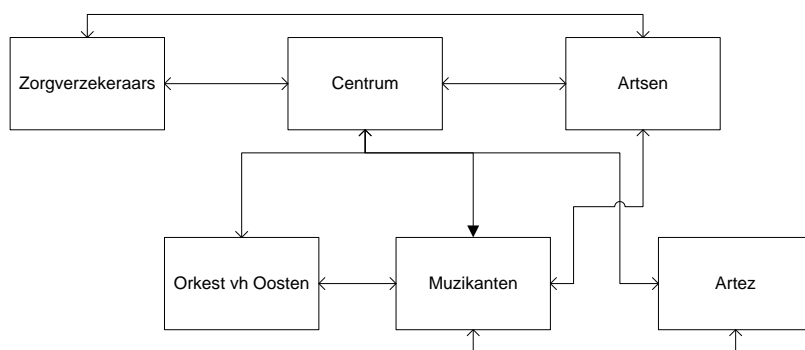 Zorgverzekeraars
Centrum
Artsen
Orkest vh Oosten
Muzikanten
Artez